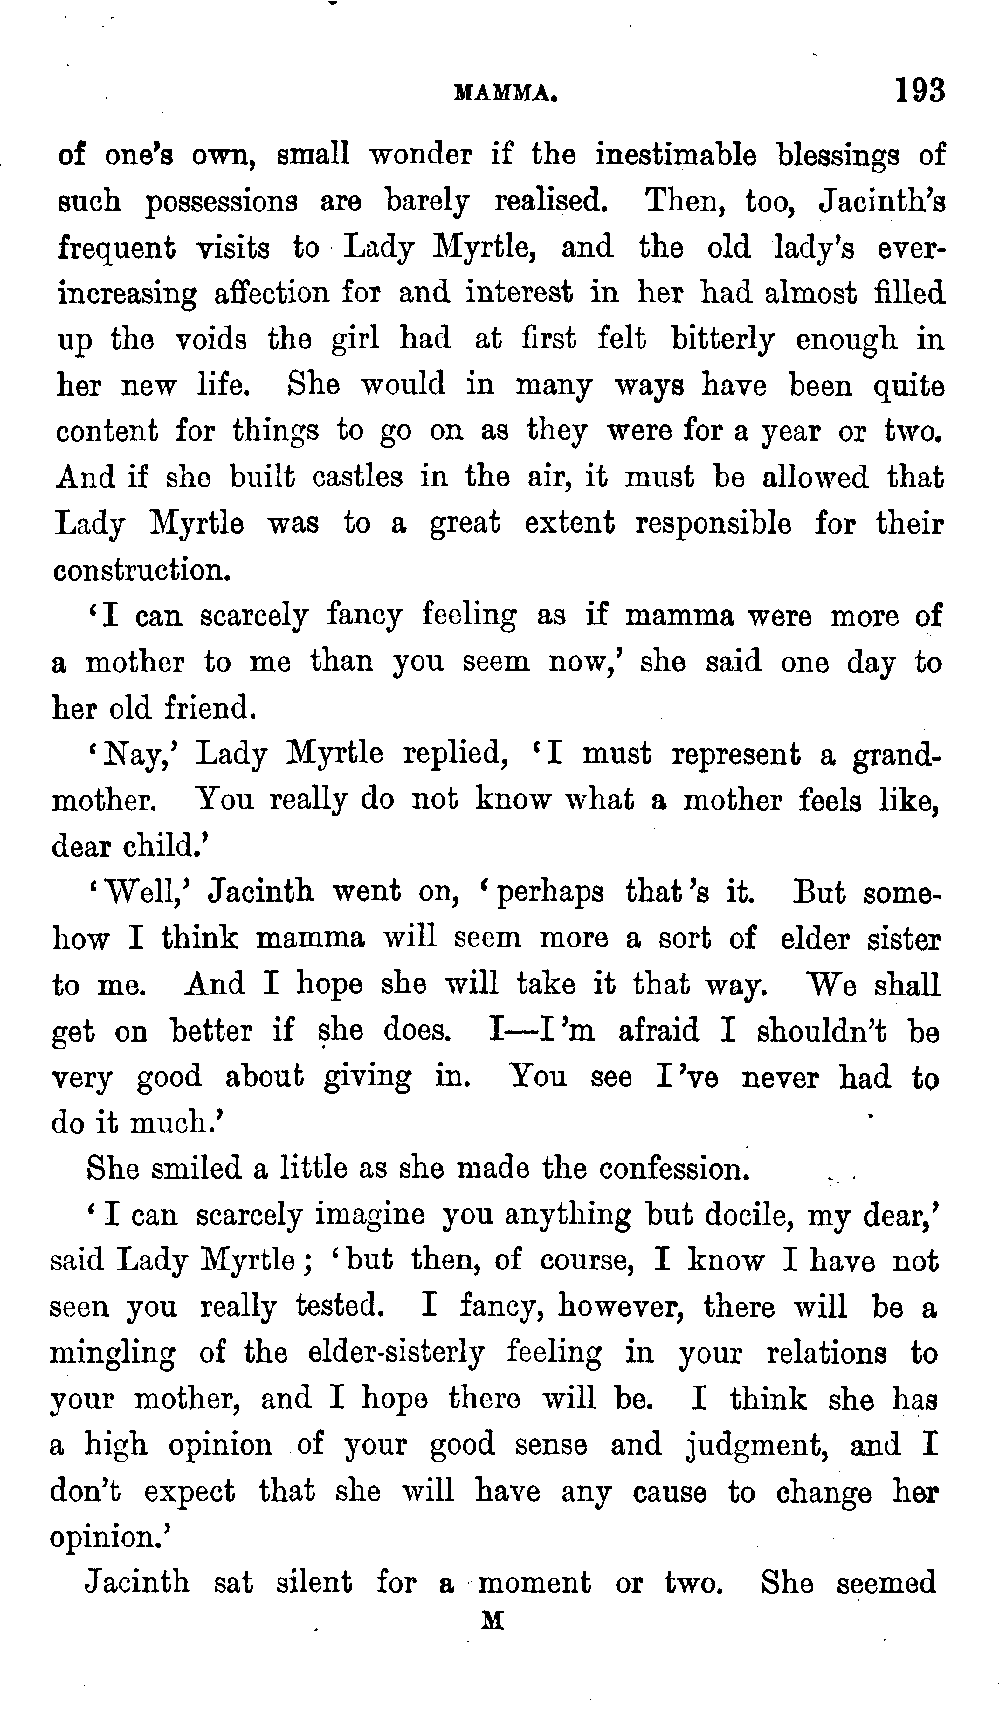 MAMMA. 193
of one's own, small wonder if the inestimable blessings of
such possessions are barely realised. Then, too, Jacinth's
frequent visits to Lady Myrtle, and the old lady's ever-
increasing affection for and interest in her had almost filled
up the voids the girl had at first felt bitterly enough in
her new life. She would in many ways have been quite
content for things to go on as they were for a year or two.
And if she built castles in the air, it must be allowed that
Lady Myrtle was to a great extent responsible for their
construction.
‘I can scarcely fancy feeling as if mamma were more of
a mother to me than you seem now,’ she said one day to
her old friend.
‘Nay,’ Lady Myrtle replied, ‘I must represent a grand-
mother. You really do not know what a mother feels like,
dear child.’
‘Well,’ Jacinth went on, ‘perhaps that's it. But some-
how I think mamma will seem more a sort of elder sister
to me. And I hope she will take it that way. We shall
get on better if she does. I—I'm afraid I shouldn't be
very good about giving in. You see I've never had to
do it much.’
She smiled a little as she made the confession.
‘I can scarcely imagine you anything but docile, my dear,’
said Lady Myrtle; ‘but then, of course, I know I have not
seen you really tested. I fancy, however, there will be a
mingling of the elder-sisterly feeling in your relations to
your mother, and I hope there will be. I think she has
a high opinion of your good sense and judgment, and I
don't expect that she will have any cause to change her
opinion.’
Jacinth sat silent for a moment or two. She seemed
M